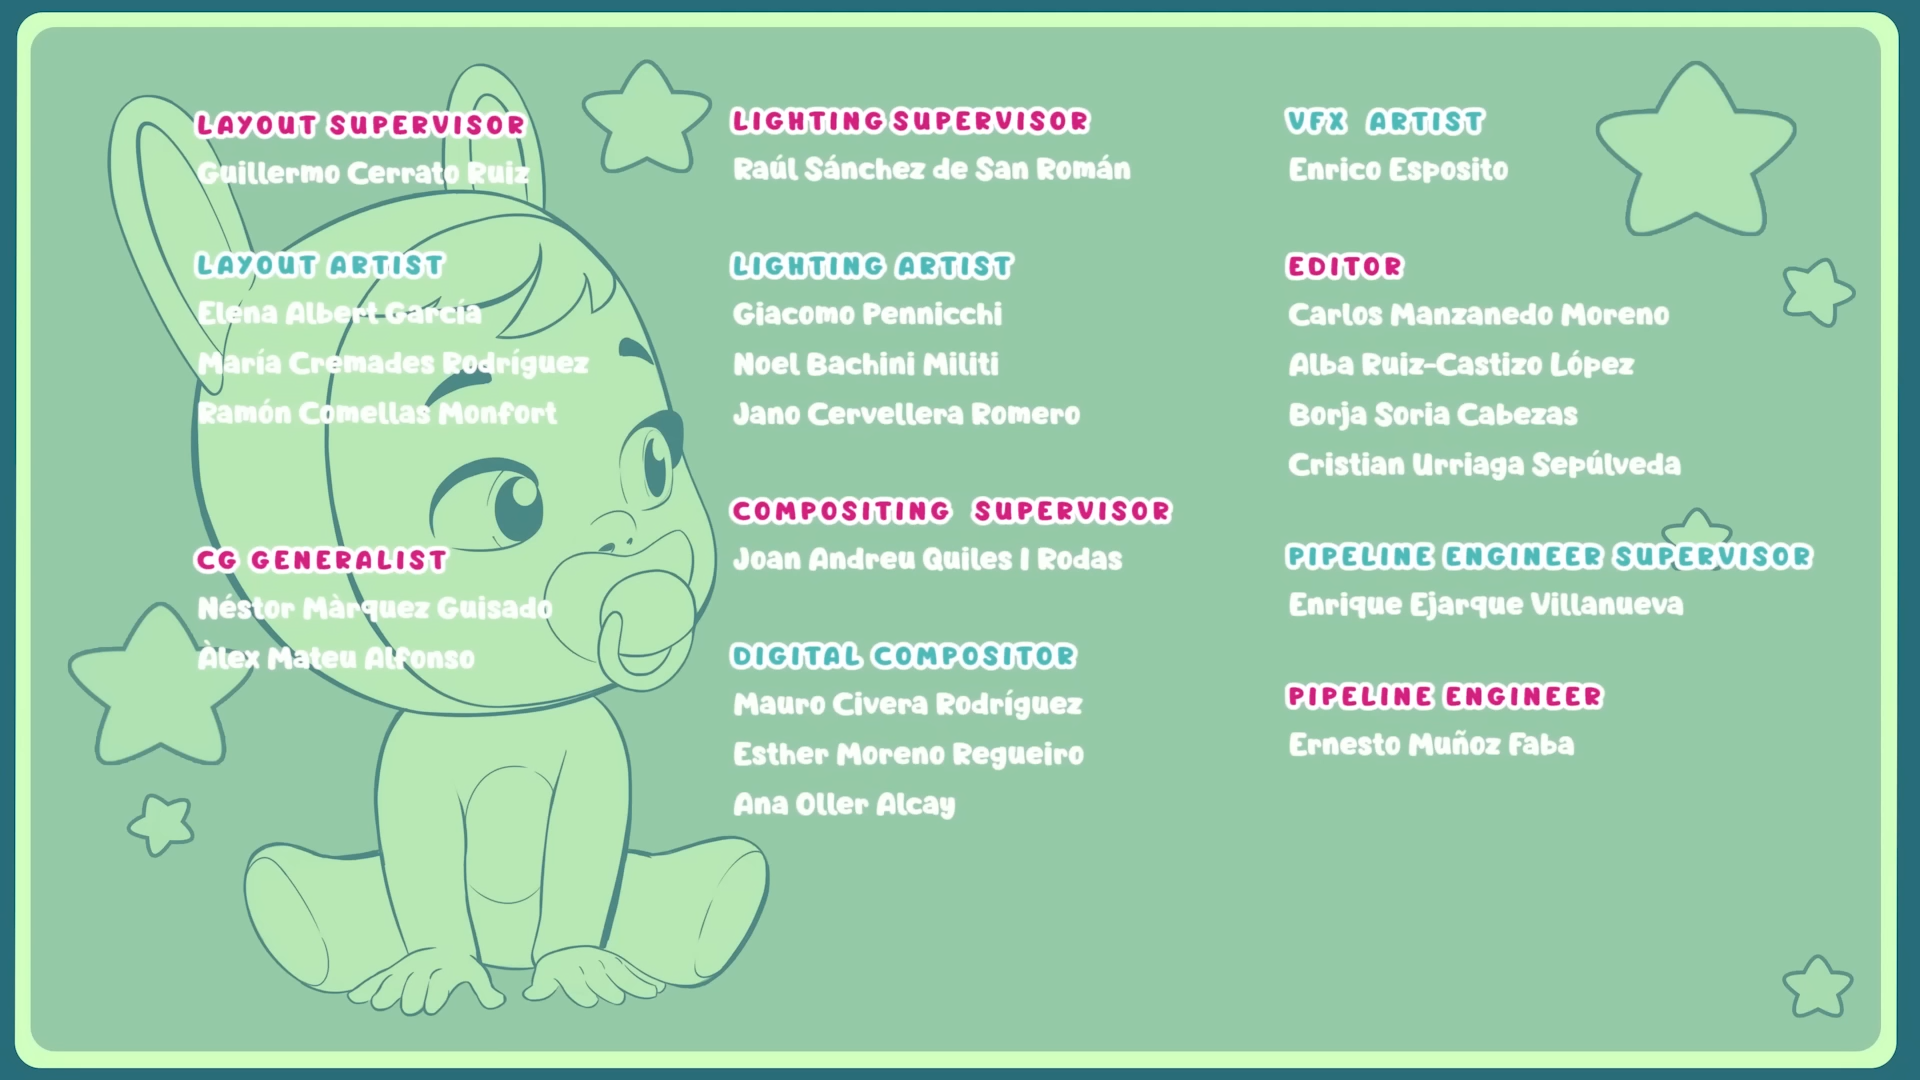 LAYOUT SUPERVISOR
Guillermo Cerrato Ruiz
LAYOUT ARTIST
Elena Albert García
María Cremades Rodríguez
Ramón Comellas Monfort
CG GENERALIST
Néstor Màrquez Guisado
Àlex Mateu Alfonso
LIGHTING SUPERVISOR
Raúl Sánchez de San Román
LIGHTING ARTIST
Giacomo Pennicchi
Noel Bachini Militi
Jano Cervellera Romero
COMPOSITING SUPERVISOR
Joan Andreu Quiles I Rodas
DIGITAL COMPOSITOR
Mauro Civera Rodríguez
Esther Moreno Regueiro
Ana Oller Alcay
VFX ARTIST
Enrico Esposito
EDITOR
Carlos Manzanedo Moreno
Alba Ruiz-Castizo López
Borja Soria Cabezas
Cristian Urriaga Sepúlveda
PIPELINE ENGINEER SUPERVISOR
Enrique Ejarque Villanueva
PIPELINE ENGINEER
Ernesto Muñoz Faba